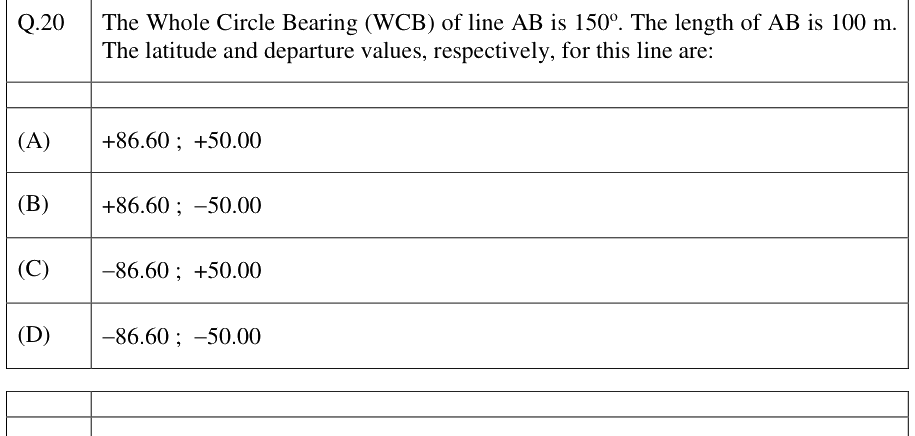 Q.20 The Whole Circle Bearing (WCB) of line AB is 150º. The length of AB is 100 m.
The latitude and departure values, respectively, for this line are:
(A) +86.60 ; +50.00
(B) +86.60 ; –50.00
(C) –86.60 ; +50.00
(D) –86.60 ; –50.00